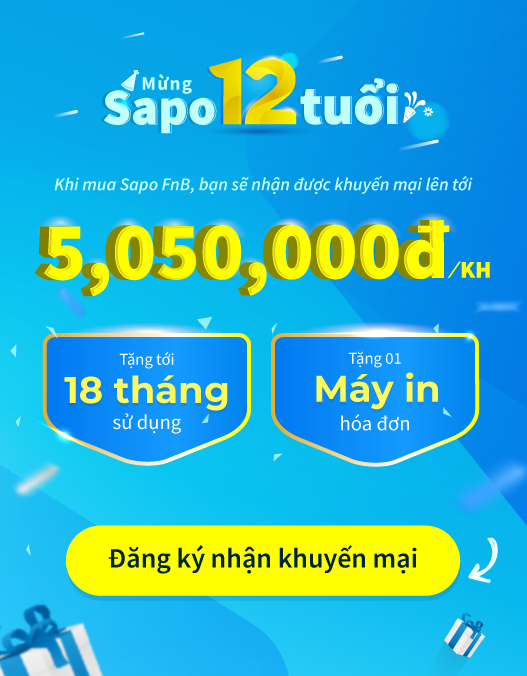 Mừng
Sapo 12 tuổi
Khi mua Sapo FnB, bạn sẽ nhận được khuyến mại lên tới
5,050,000đ/KH
Tặng tới
18 tháng
sử dụng
Tặng 01
Máy in
hóa đơn
Đăng ký nhận khuyến mại